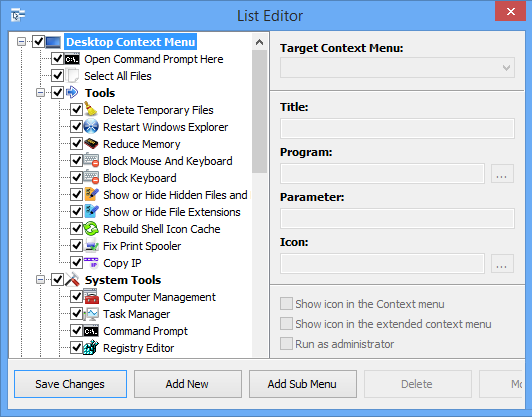 List Editor
Desktop Context Menu
Open Command Prompt Here
Select All Files
Tools
Delete Temporary Files
Restart Windows Explorer
Reduce Memory
Block Mouse And Keyboard
Block Keyboard
Show or Hide Hidden Files and
Show or Hide File Extensions
Rebuild Shell Icon Cache
Fix Print Spooler
Copy IP
System Tools
Computer Management
Task Manager
Command Prompt
Registry Editor
Target Context Menu:
Title:
Program:
...
Parameter:
Icon:
...
Show icon in the Context menu
Show icon in the extended context menu
Run as administrator
Save Changes
Add New
Add Sub Menu
Delete